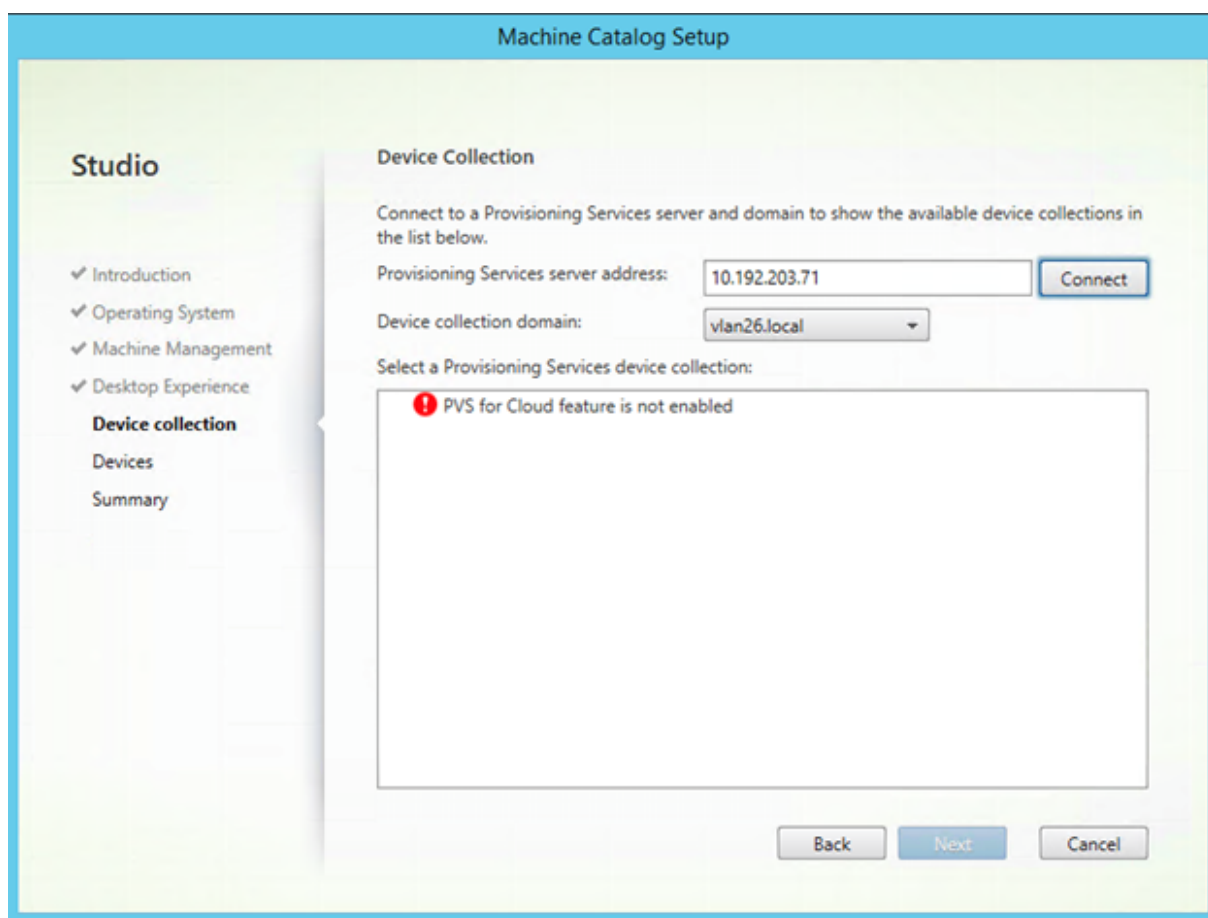 Machine Catalog Setup
Studio
✔ Introduction
✔ Operating System
✔ Machine Management
✔ Desktop Experience
Device collection
Devices
Summary
Device Collection
Connect to a Provisioning Services server and domain to show the available device collections in
the list below.
Provisioning Services server address:
10.192.203.71
Connect
Device collection domain:
vlan26.local
Select a Provisioning Services device collection:
PVS for Cloud feature is not enabled
Back
Next
Cancel